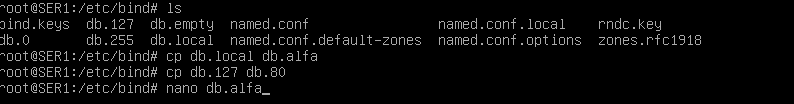 root@SER1:/etc/bind# ls
bind.keys  db.127  db.empty  named.conf                named.conf.local    rndc.key
db.0       db.255  db.local  named.conf.default-zones  named.conf.options  zones.rfc1918
root@SER1:/etc/bind# cp db.local db.alfa
root@SER1:/etc/bind# cp db.127 db.80
root@SER1:/etc/bind# nano db.alfa_